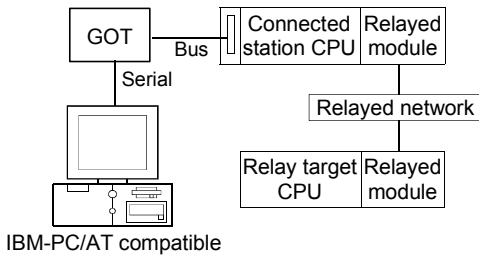 GOT
Bus
Connected
station CPU
Relayed
module
Serial
Relayed network
Relay target
CPU
Relayed
module
IBM-PC/AT compatible